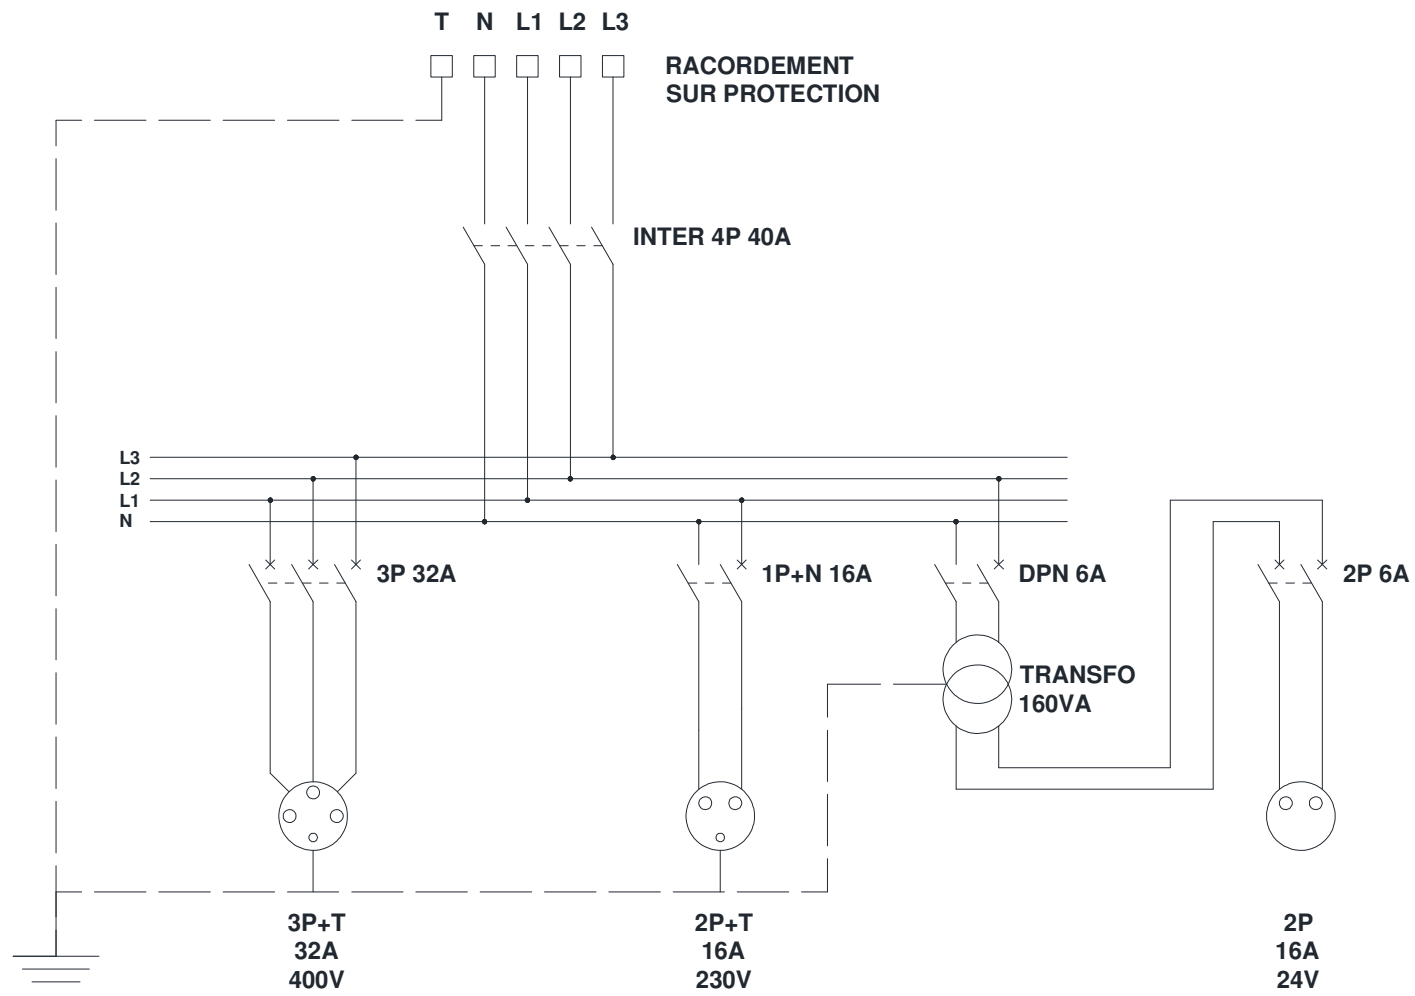 T N L1 L2 L3
RACORDEMENT
SUR PROTECTION
INTER 4P 40A
L3
L2
L1
N
3P 32A
1P+N 16A
DPN 6A
2P 6A
TRANSFO
160VA
3P+T
32A
400V
2P+T
16A
230V
2P
16A
24V